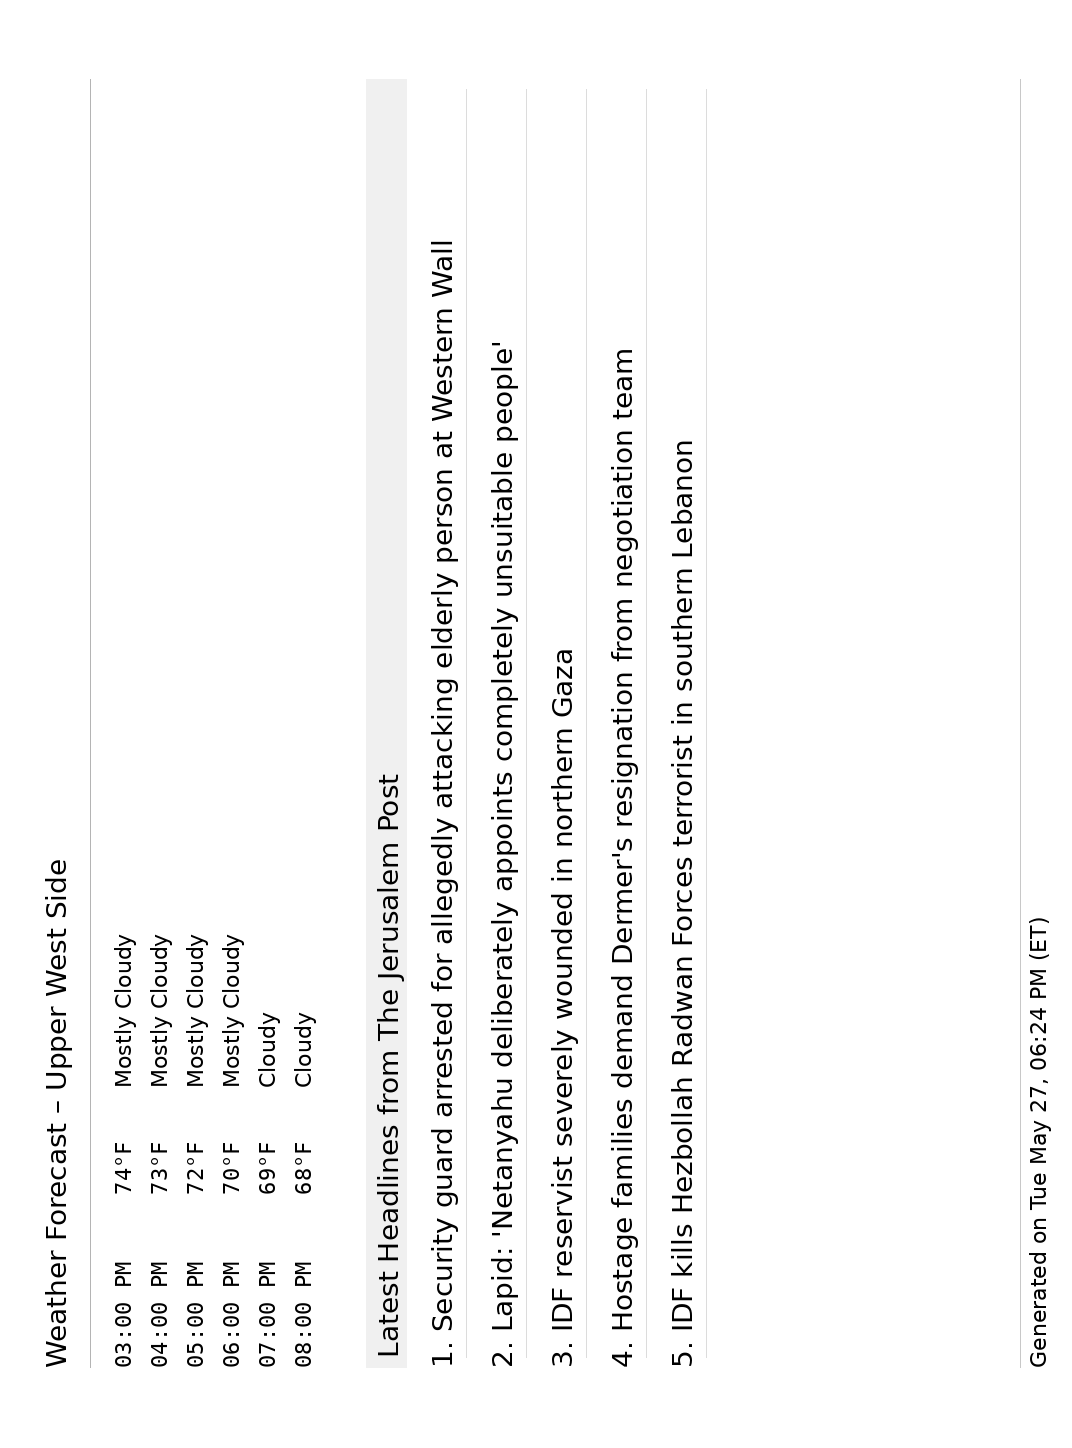 Weather Forecast – Upper West Side
03:00 PM 74°F Mostly Cloudy
04:00 PM 73°F Mostly Cloudy
05:00 PM 72°F Mostly Cloudy
06:00 PM 70°F Mostly Cloudy
07:00 PM 69°F Cloudy
08:00 PM 68°F Cloudy
Latest Headlines from The Jerusalem Post
1. Security guard arrested for allegedly attacking elderly person at Western Wall
2. Lapid: 'Netanyahu deliberately appoints completely unsuitable people'
3. IDF reservist severely wounded in northern Gaza
4. Hostage families demand Dermer's resignation from negotiation team
5. IDF kills Hezbollah Radwan Forces terrorist in southern Lebanon
Generated on Tue May 27, 06:24 PM (ET)